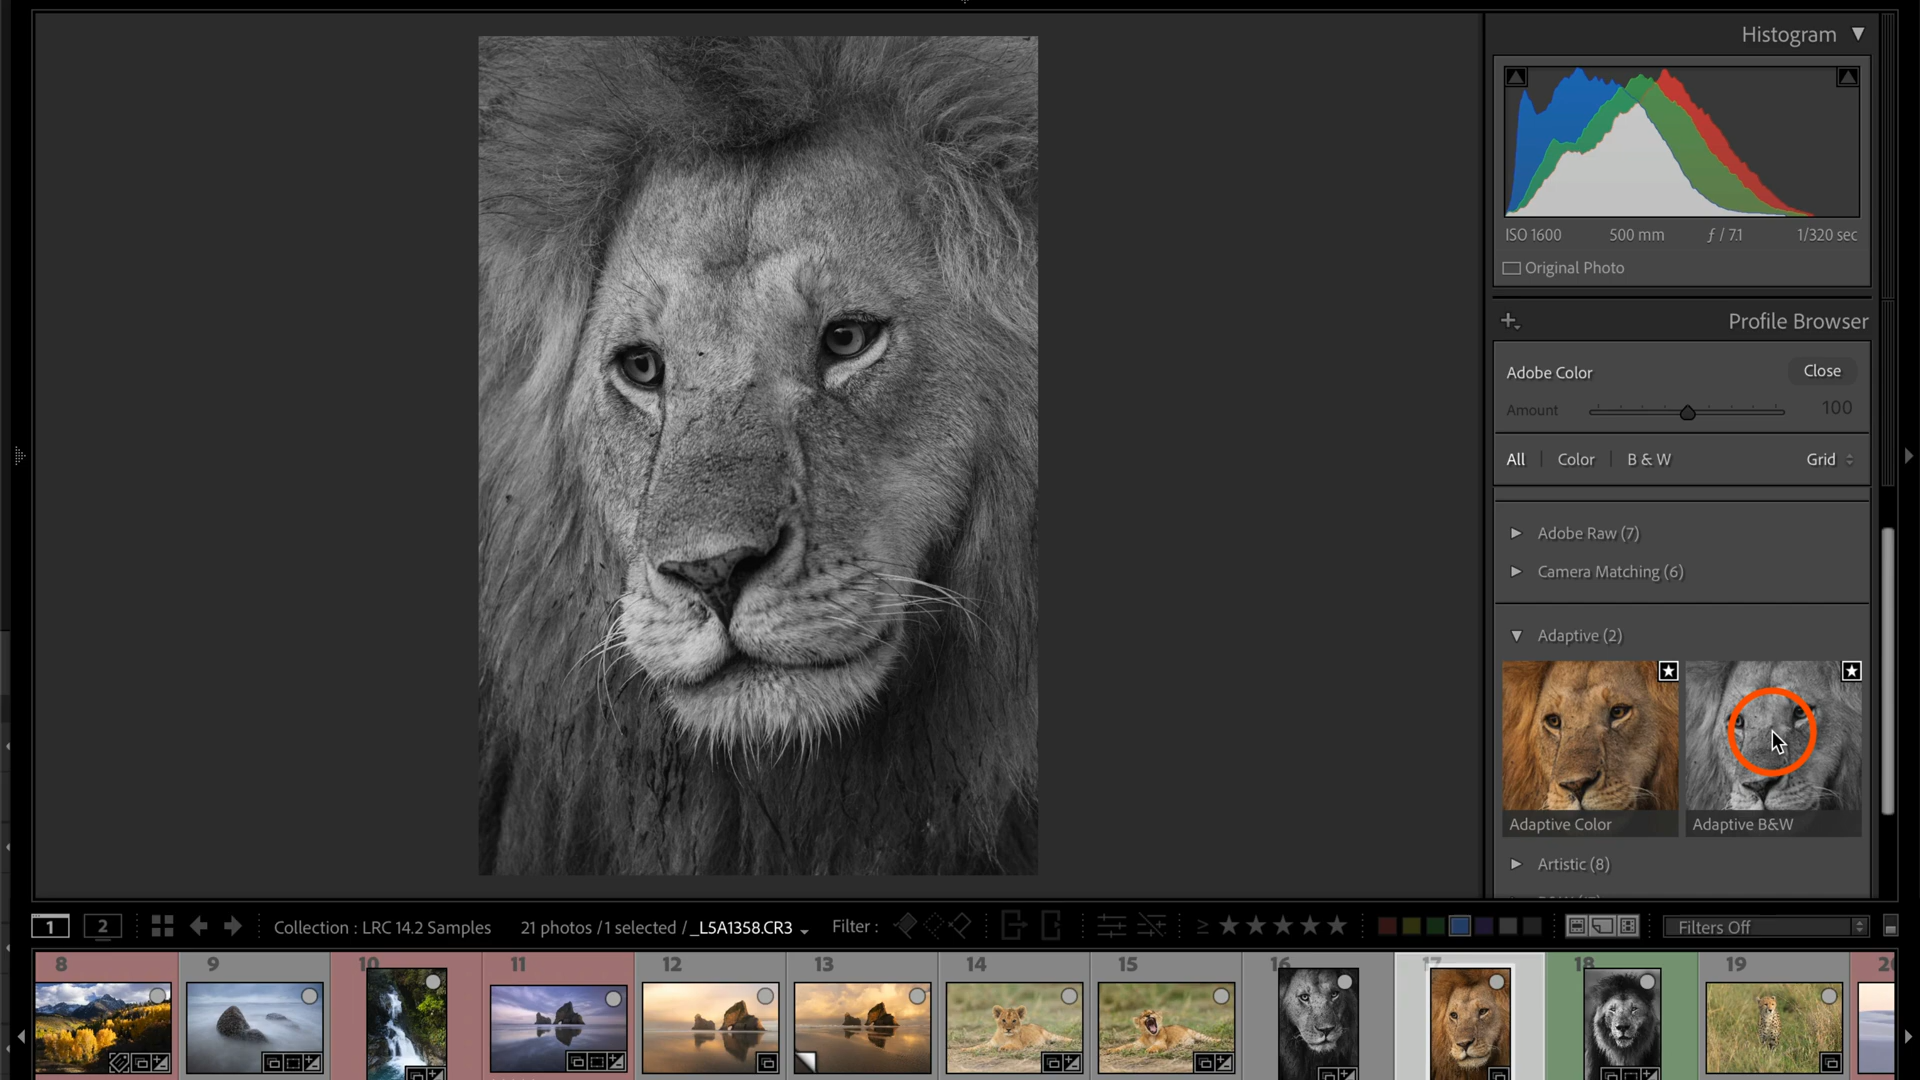 Histogram
ISO 1600 500 mm ƒ / 7.1 1/320 sec
Original Photo
Profile Browser
Adobe Color Close
Amount 100
All Color B & W Grid
Adobe Raw (7)
Camera Matching (6)
Adaptive (2)
Adaptive Color Adaptive B&W
Artistic (8)
1 2 Collection : LRC 14.2 Samples 21 photos / 1 selected / _L5A1358.CR3 Filter : ≥ Filters Off
8 9 10 11 12 13 14 15 16 17 18 19